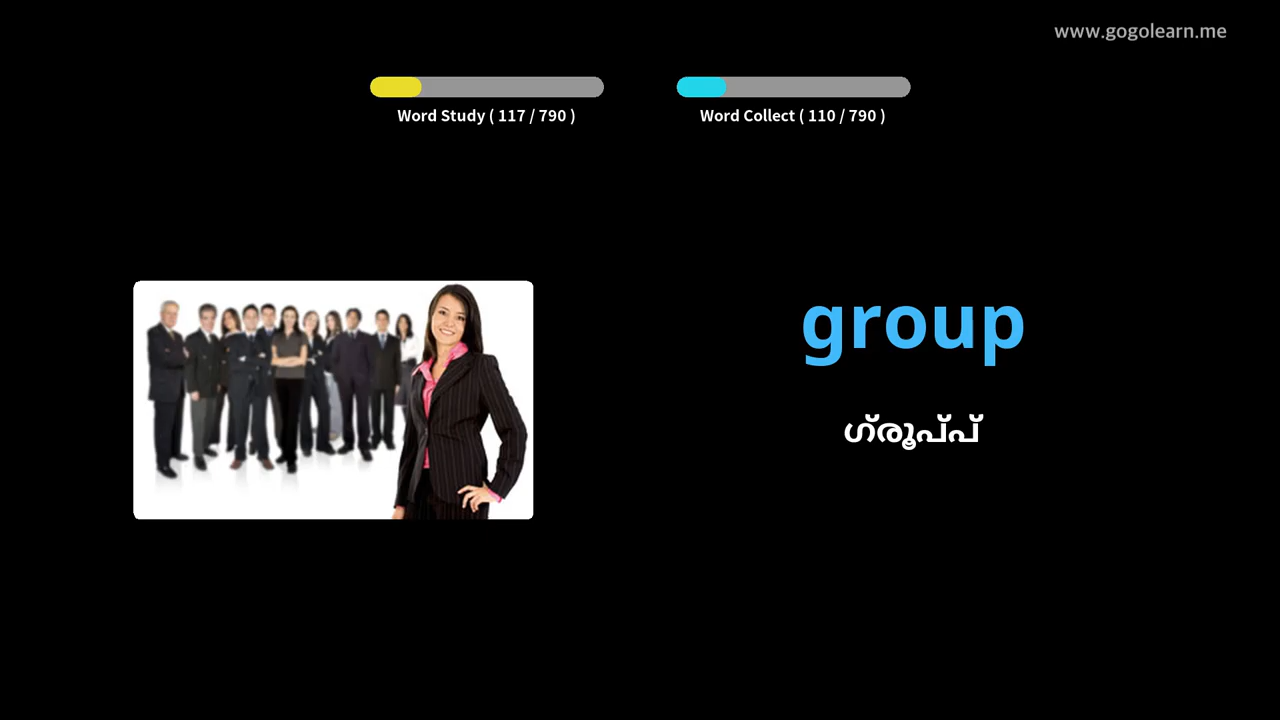 www.gogolearn.me
Word Study ( 117 / 790 )
Word Collect ( 110 / 790 )
group
ഗ്രൂപ്പ്